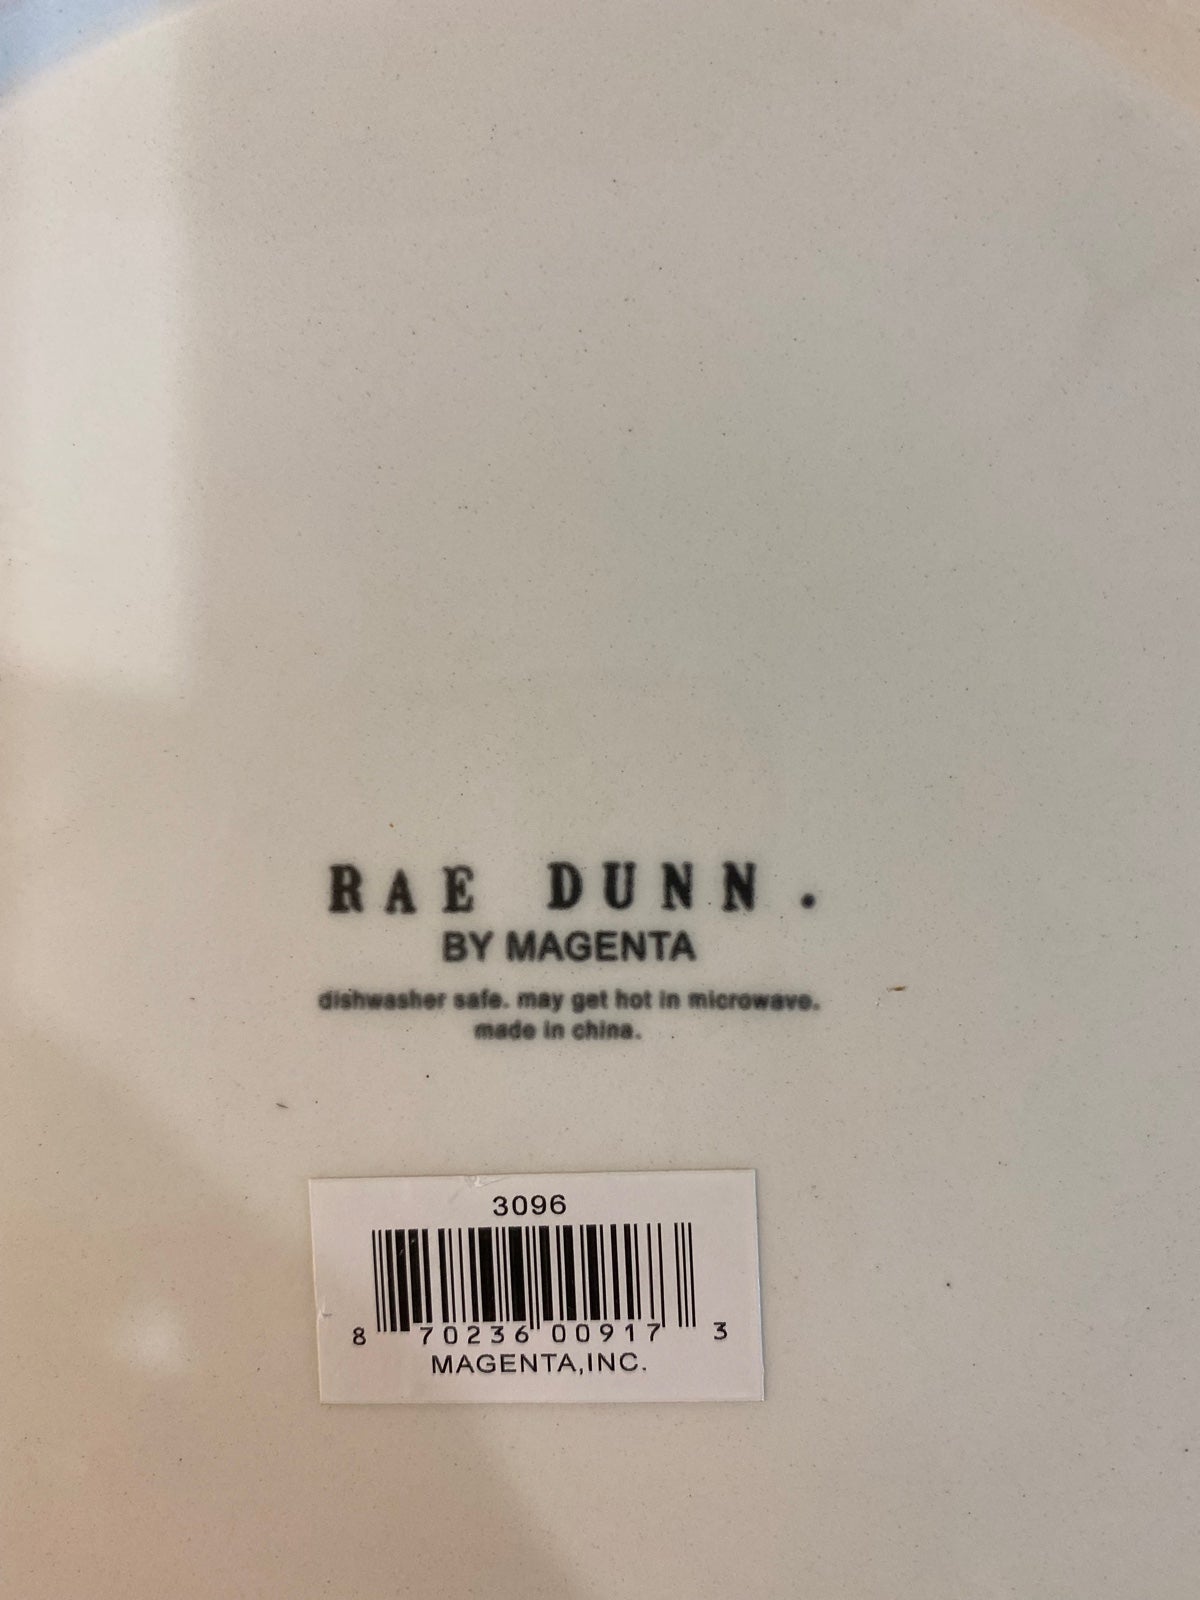 RAE DUNN.
BY MAGENTA
dishwasher safe. may get hot in microwave.
made in china.
3096
8 70236 00917 3
MAGENTA,INC.